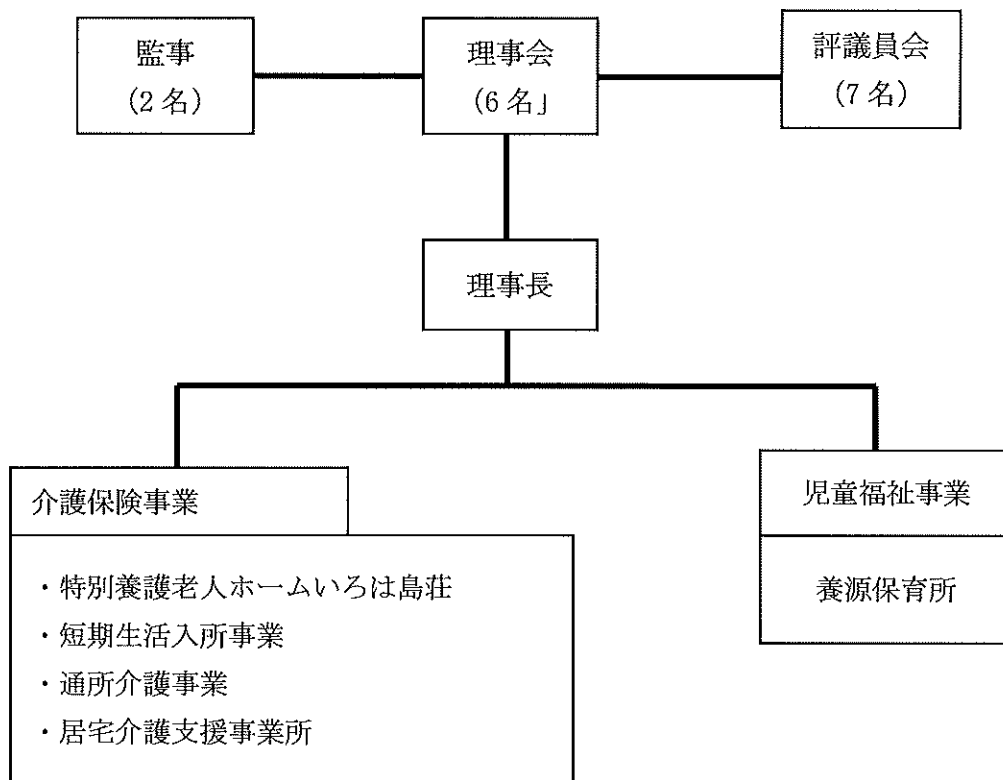 監事
(2 名)
理事会
(6 名」
評議員会
(7 名)
理事長
介護保険事業
・特別養護老人ホームいろは島荘
・短期生活入所事業
・通所介護事業
・居宅介護支援事業所
児童福祉事業
養源保育所